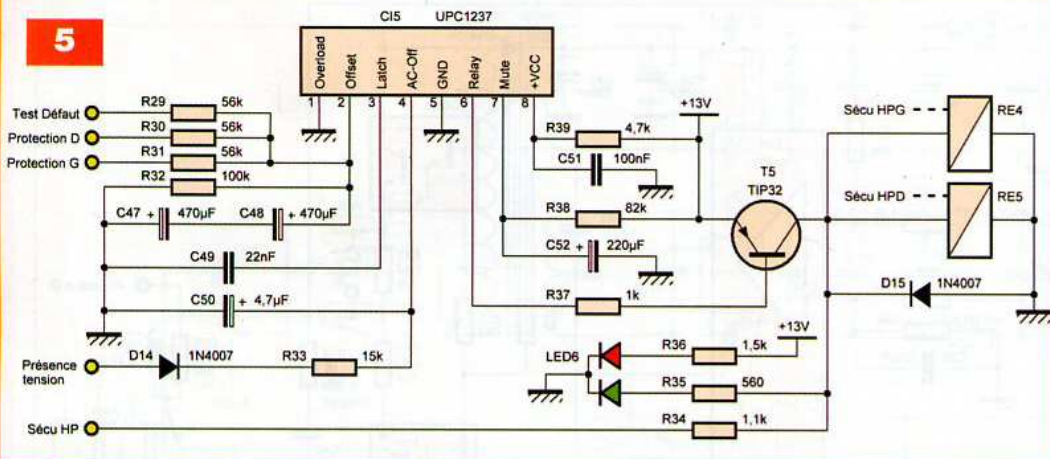 5
CI5 UPC1237
Overload
Offset
Latch
AC-Off
GND
Relay
Mute
+VCC
1 2 3 4 5 6 7 8
Test Défaut
R29 56k
Protection D
R30 56k
Protection G
R31 56k
R32 100k
C47 + 470µF
C48 + 470µF
C49 22nF
C50 + 4,7µF
Présence
tension
D14 1N4007
R33 15k
Sécu HP
+13V
R39 4,7k
C51 100nF
R38 82k
C52 + 220µF
R37 1k
T5
TIP32
+13V
LED6
R36 1,5k
R35 560
R34 1,1k
Sécu HPG
RE4
Sécu HPD
RE5
D15 1N4007